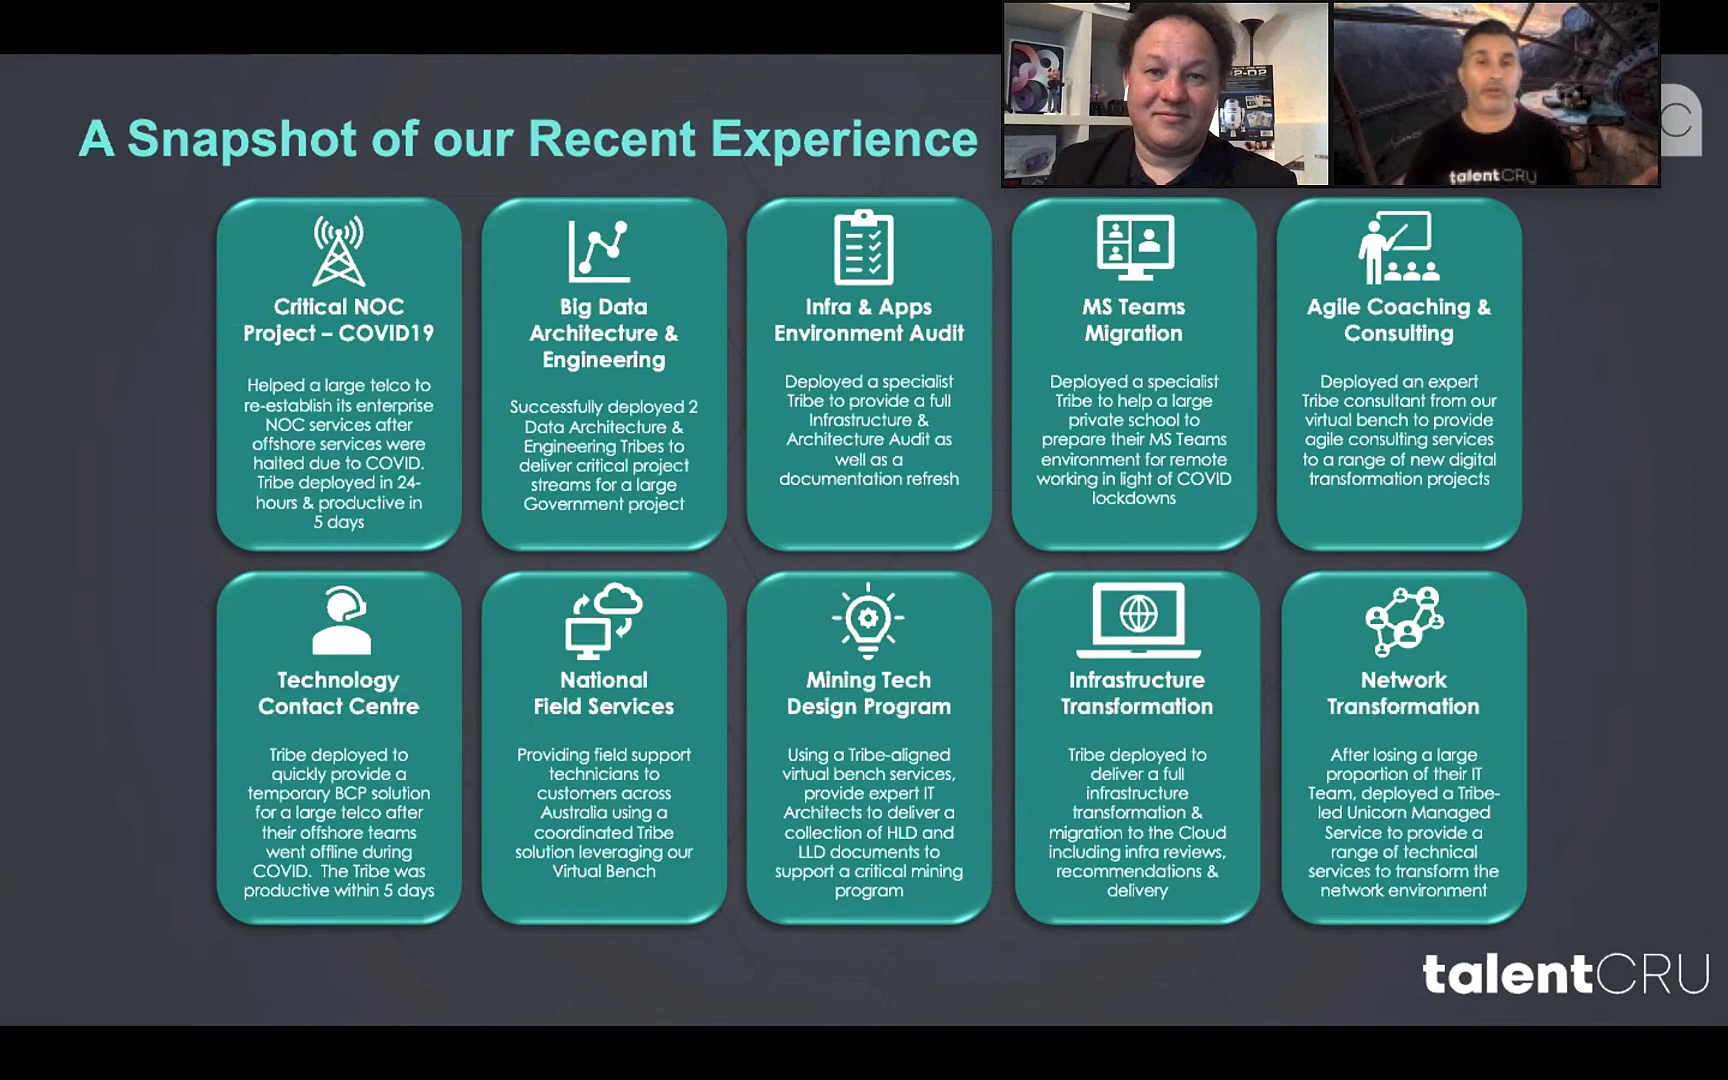 A Snapshot of our Recent Experience
2-D2
talentCRU
C
Critical NOC
Project – COVID19
Helped a large telco to
re-establish its enterprise
NOC services after
offshore services were
halted due to COVID.
Tribe deployed in 24-
hours & productive in
5 days
Big Data
Architecture &
Engineering
Successfully deployed 2
Data Architecture &
Engineering Tribes to
deliver critical project
streams for a large
Government project
Infra & Apps
Environment Audit
Deployed a specialist
Tribe to provide a full
Infrastructure &
Architecture Audit as
well as a
documentation refresh
MS Teams
Migration
Deployed a specialist
Tribe to help a large
private school to
prepare their MS Teams
environment for remote
working in light of COVID
lockdowns
Agile Coaching &
Consulting
Deployed an expert
Tribe consultant from our
virtual bench to provide
agile consulting services
to a range of new digital
transformation projects
Technology
Contact Centre
Tribe deployed to
quickly provide a
temporary BCP solution
for a large telco after
their offshore teams
went offline during
COVID. The Tribe was
productive within 5 days
National
Field Services
Providing field support
technicians to
customers across
Australia using a
coordinated Tribe
solution leveraging our
Virtual Bench
Mining Tech
Design Program
Using a Tribe-aligned
virtual bench services,
provide expert IT
Architects to deliver a
collection of HLD and
LLD documents to
support a critical mining
program
Infrastructure
Transformation
Tribe deployed to
deliver a full
infrastructure
transformation &
migration to the Cloud
including infra reviews,
recommendations &
delivery
Network
Transformation
After losing a large
proportion of their IT
Team, deployed a Tribe-
led Unicorn Managed
Service to provide a
range of technical
services to transform the
network environment
talentCRU